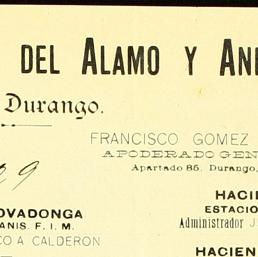 DEL ALAMO Y AN
Durango.
FRANCISCO GOMEZ
APODERADO GEN
Apartado 85. Durango,
29
HACI
OVADONGA
ESTACIO
ANIS. F. I. M.
Administrador J
CO A CALDERON
HACIEN